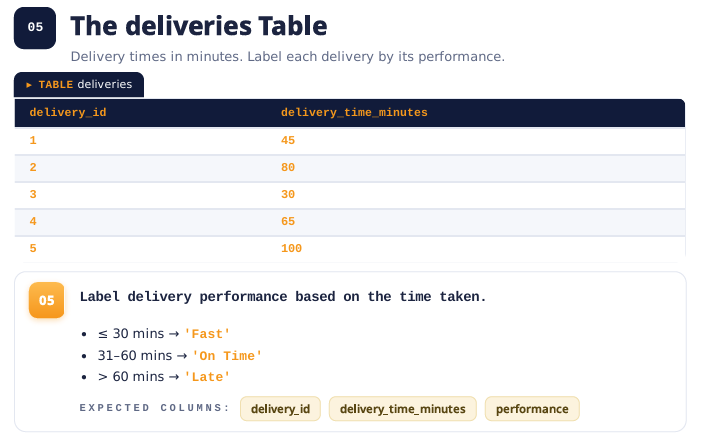 05
The deliveries Table
Delivery times in minutes. Label each delivery by its performance.
▸ TABLE deliveries
delivery_id delivery_time_minutes
1 45
2 80
3 30
4 65
5 100
05 Label delivery performance based on the time taken.
• ≤ 30 mins → 'Fast'
• 31–60 mins → 'On Time'
• > 60 mins → 'Late'
EXPECTED COLUMNS: delivery_id delivery_time_minutes performance